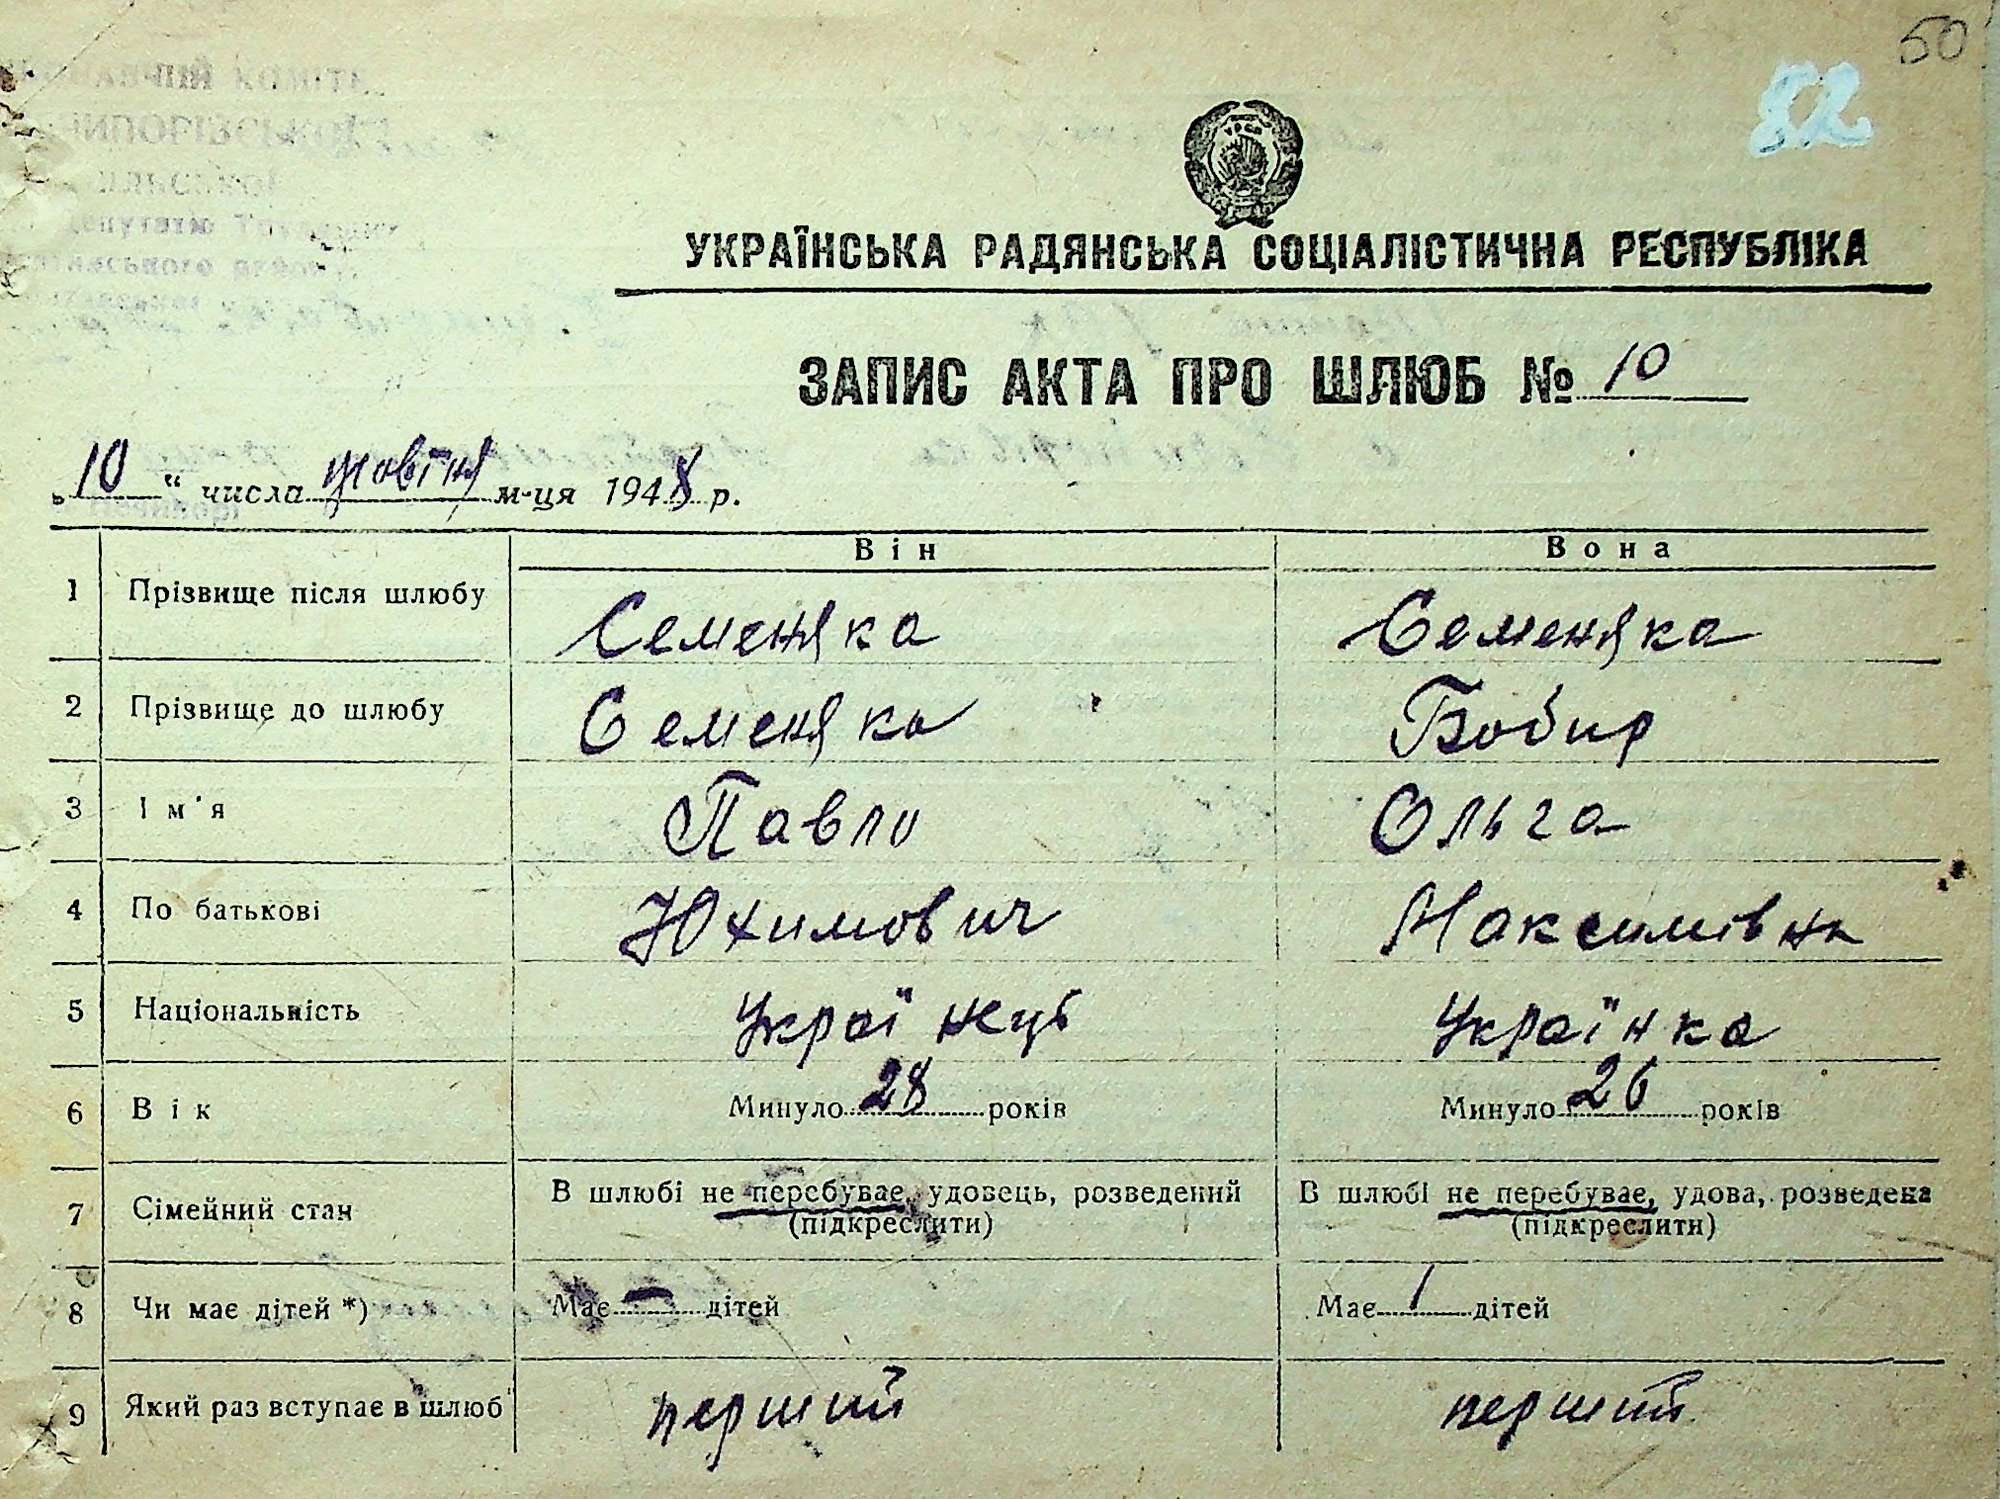 50
82
УРСР
УКРАЇНСЬКА РАДЯНСЬКА СОЦІАЛІСТИЧНА РЕСПУБЛІКА
ЗАПИС АКТА ПРО ШЛЮБ № 10
„10" числа жовтня м-ця 1948 р.
Він Вона
1 Прізвище після шлюбу Семеняка Семеняка
2 Прізвище до шлюбу Семеняка Бобир
3 Ім'я Павло Ольга
4 По батькові Юхимович Максимівна
5 Національність Українець Українка
6 Вік Минуло 28 років Минуло 26 років
7 Сімейний стан В шлюбі не перебуває, удовець, розведений В шлюбі не перебуває, удова, розведена
(підкреслити) (підкреслити)
8 Чи має дітей *) Має — дітей Має 1 дітей
9 Який раз вступає в шлюб перший перший